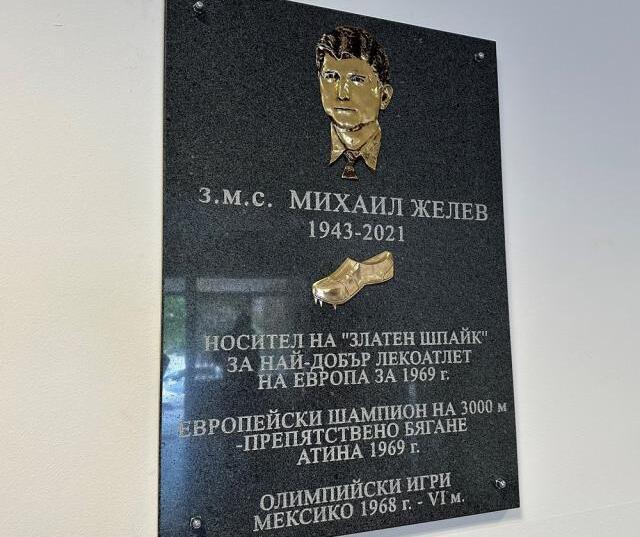 з.м.с. МИХАИЛ ЖЕЛЕВ
1943-2021
НОСИТЕЛ НА "ЗЛАТЕН ШПАЙК"
ЗА НАЙ-ДОБЪР ЛЕКОАТЛЕТ
НА ЕВРОПА ЗА 1969 г.
ЕВРОПЕЙСКИ ШАМПИОН НА 3000 м
-ПРЕПЯТСТВЕНО БЯГАНЕ
АТИНА 1969 г.
ОЛИМПИЙСКИ ИГРИ
МЕКСИКО 1968 г. - VI м.